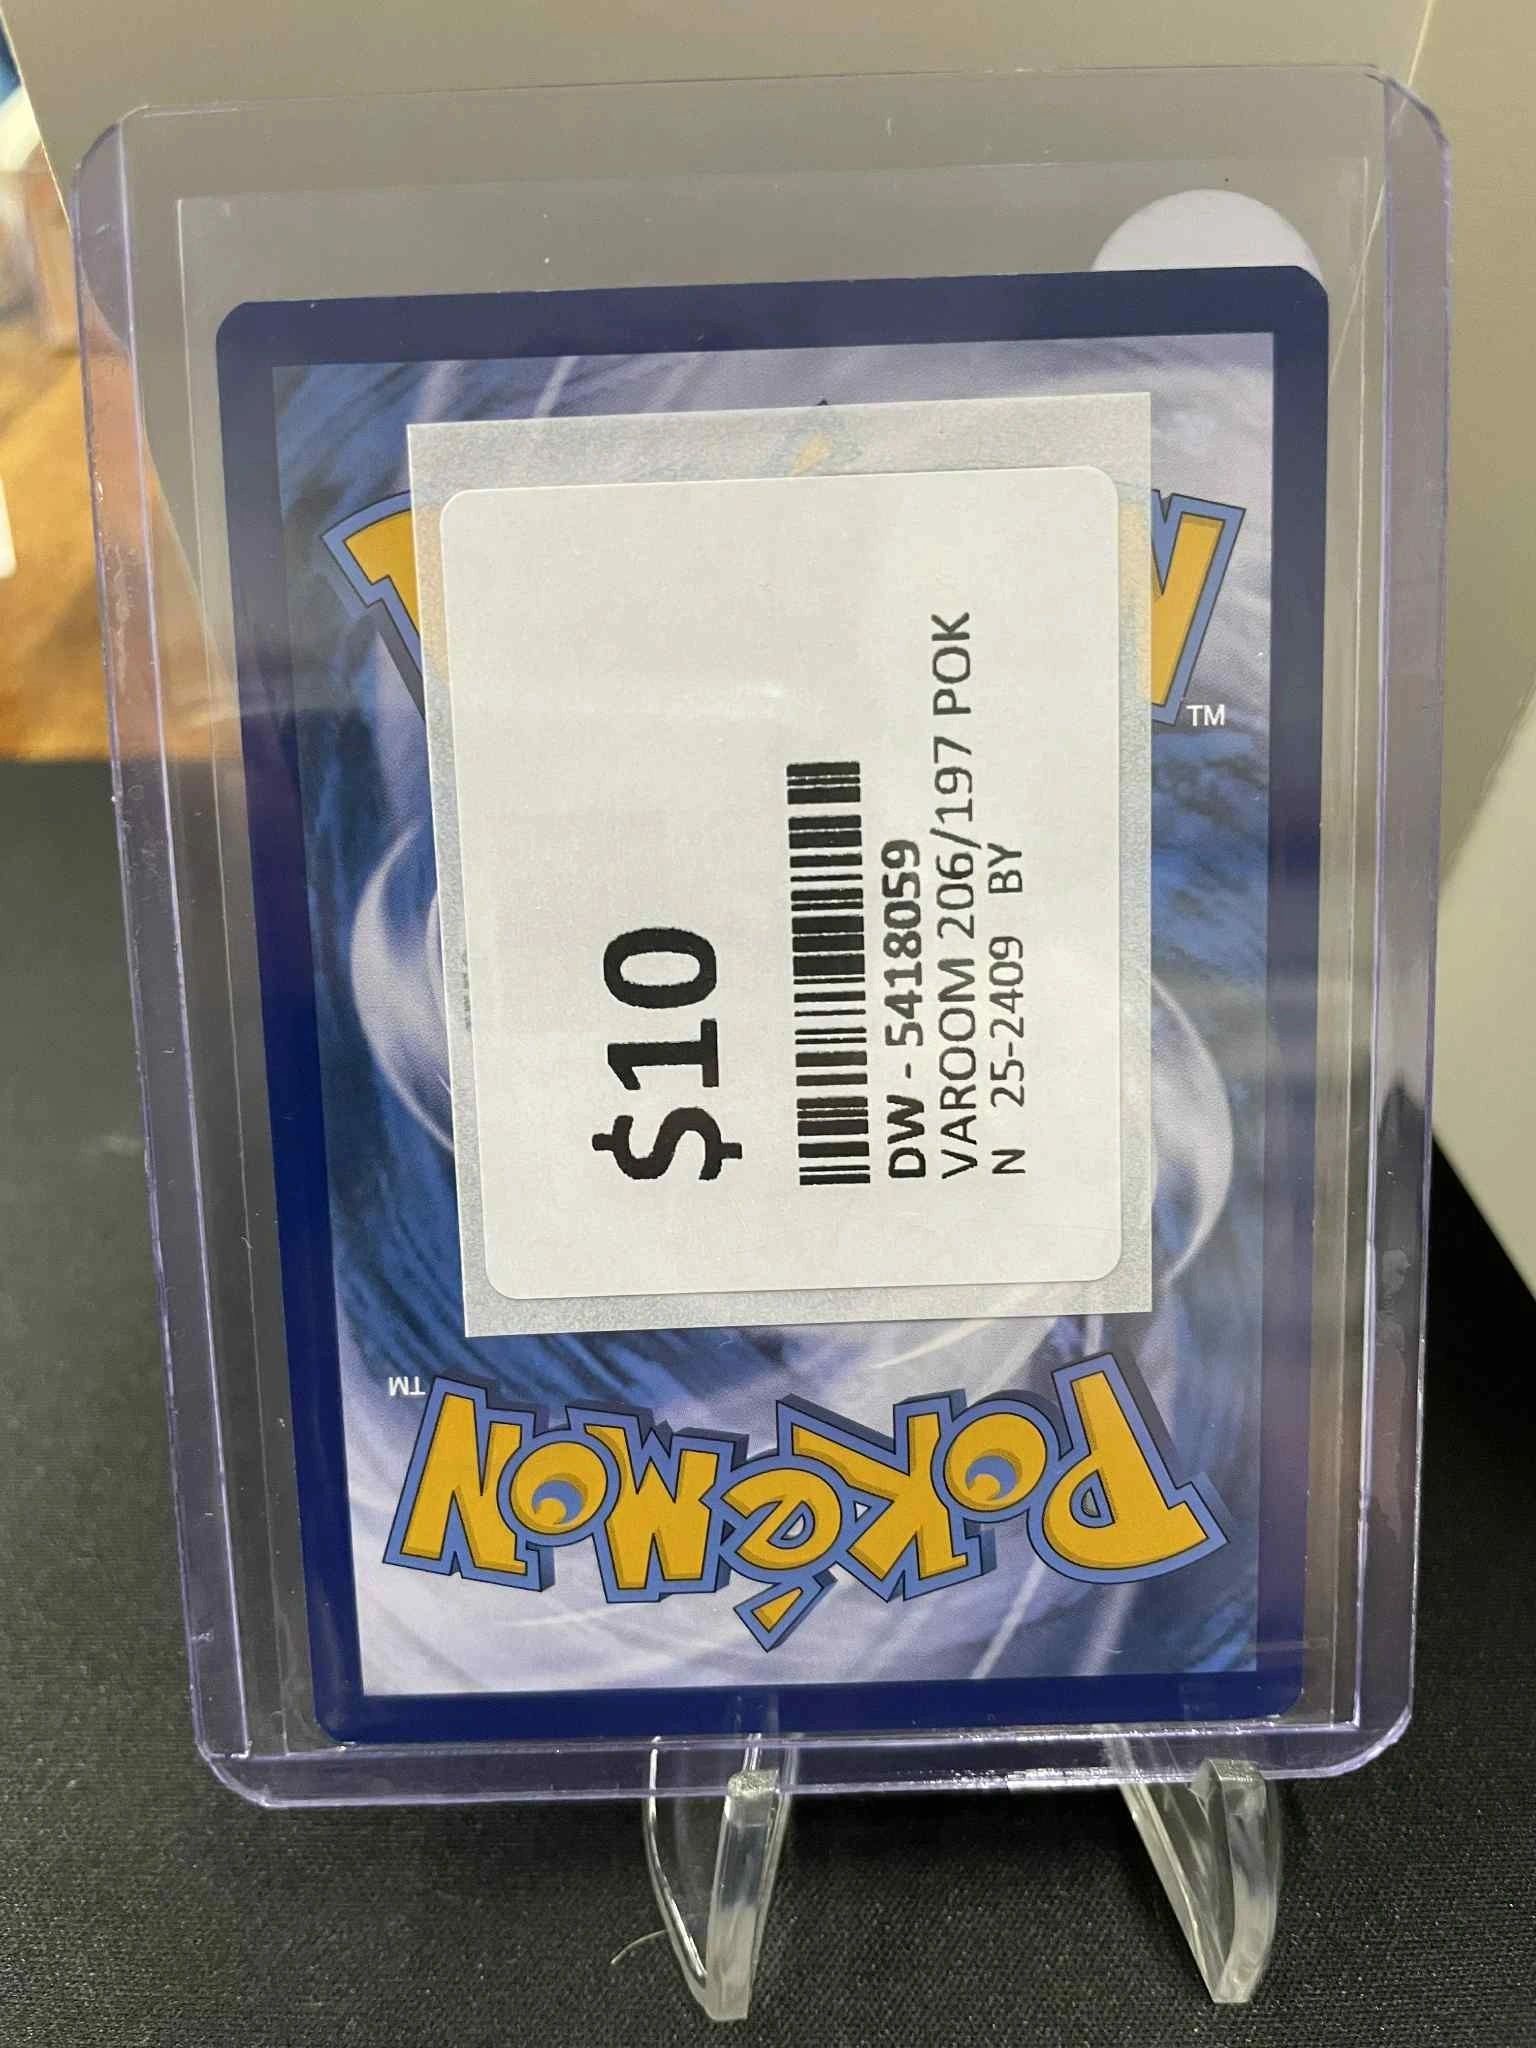 $10
DW - 5418059
VAROOM 206/197 POK
N 25-2409 BY
TM
TM
POKéMON